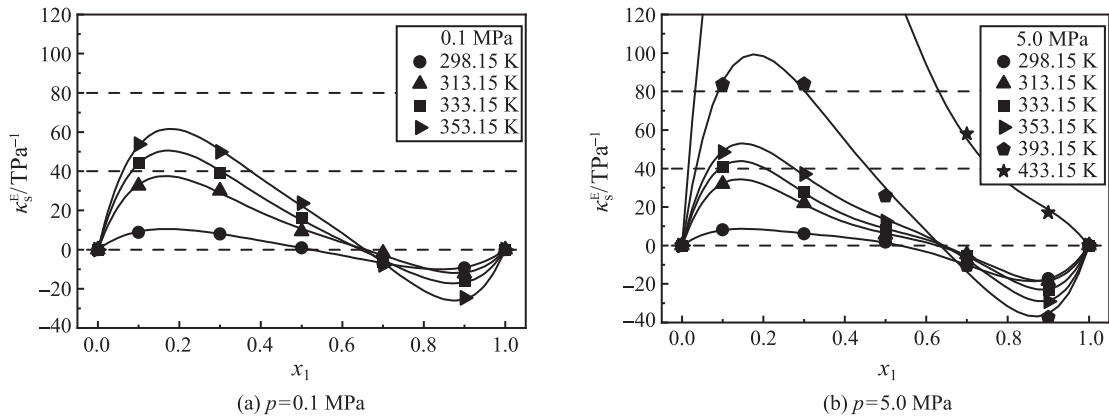 120
100
80
60
40
20
0
−20
−40
κₛᴱ/TPa⁻¹
0.1 MPa
298.15 K
313.15 K
333.15 K
353.15 K
0.0 0.2 0.4 0.6 0.8 1.0
x₁
(a) p=0.1 MPa
120
100
80
60
40
20
0
−20
−40
κₛᴱ/TPa⁻¹
5.0 MPa
298.15 K
313.15 K
333.15 K
353.15 K
393.15 K
433.15 K
0.0 0.2 0.4 0.6 0.8 1.0
x₁
(b) p=5.0 MPa